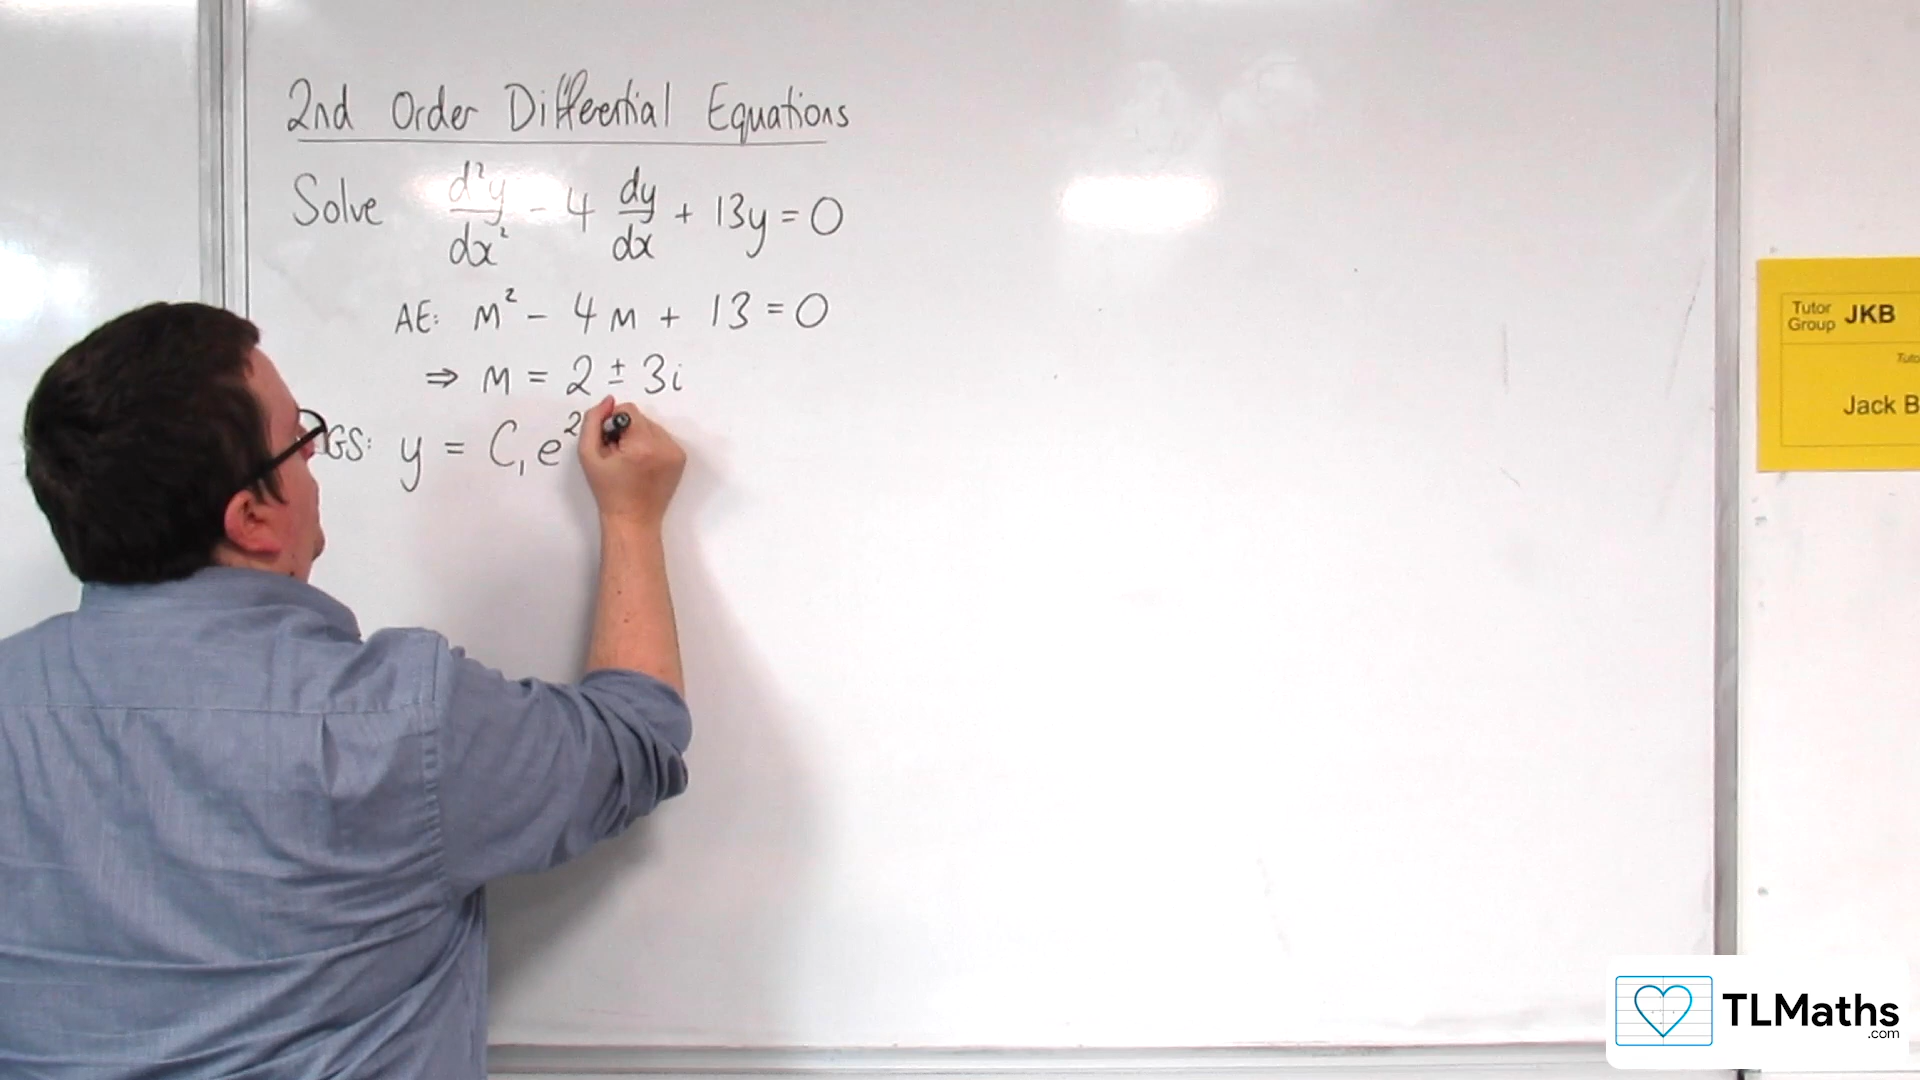 2nd Order Differential Equations
Solve d²y/dx² - 4 dy/dx + 13y = 0
AE: m² - 4m + 13 = 0
⇒ m = 2 ± 3i
GS: y = C₁e²
Tutor Group JKB
Jack B
TLMaths
.com